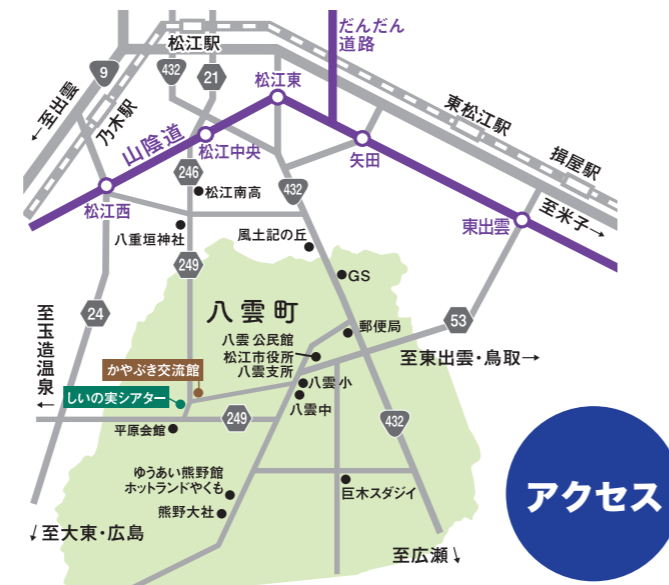 だんだん
道路
松江駅
9
432
21
松江東
←至出雲
乃木駅
山陰道
松江中央
東松江駅
矢田
揖屋駅
246
松江南高
432
松江西
至米子→
東出雲
八重垣神社
風土記の丘
249
GS
八雲町
24
53
至玉造温泉
←
郵便局
八雲公民館
松江市役所
八雲支所
至東出雲・鳥取→
かやぶき交流館
八雲小
しいの実シアター
八雲中
249
432
平原会館
ゆうあい熊野館
ホットランドやくも
巨木スダジイ
アクセス
熊野大社
↓至大東・広島
至広瀬↓